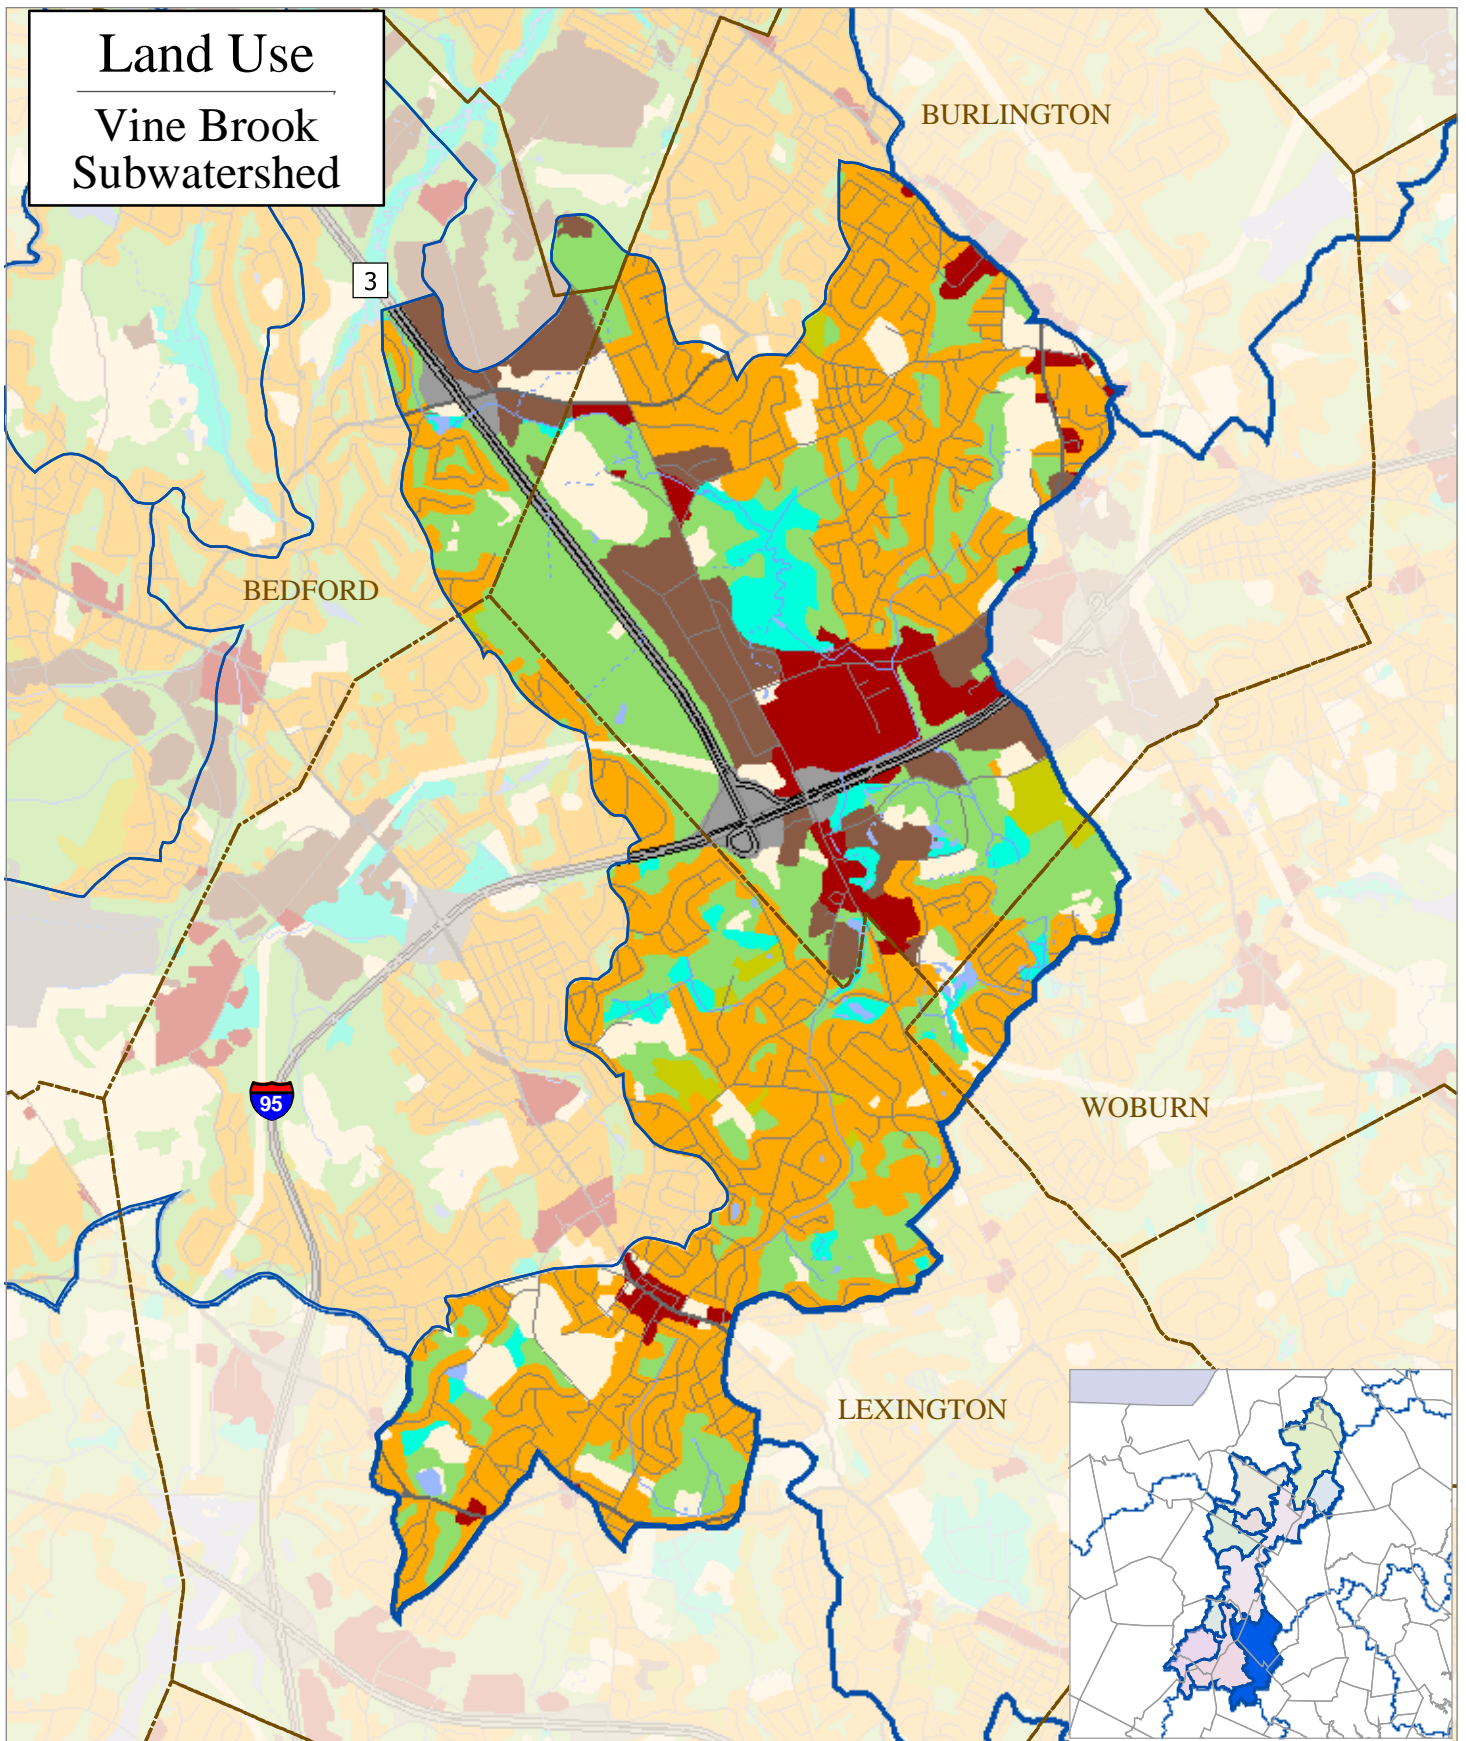 Land Use
Vine Brook
Subwatershed
BURLINGTON
3
BEDFORD
95
WOBURN
LEXINGTON